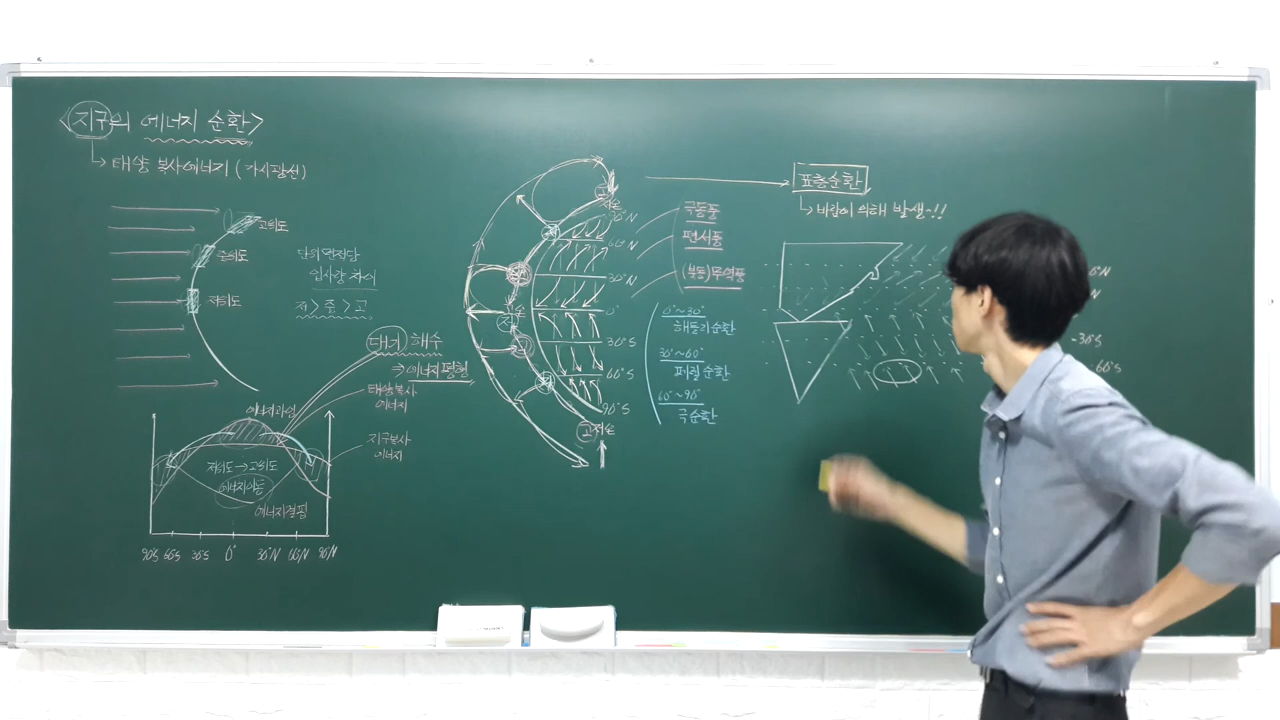 <지구의 에너지 순환>
태양 복사에너지 (가시광선)
고위도
중위도
저위도
단위면적당
입사량 차이
저 > 중 > 고
대기 해수
⇒ 에너지평형
태양복사
에너지
지구복사
에너지
에너지과잉
저위도→고위도
에너지이동
에너지결핍
90°S 60°S 30°S 0° 30°N 60°N 90°N
저온
90°N
60°N
30°N
0°
30°S
60°S
90°S
고 저온
극동풍
편서풍
(북동)무역풍
0°~30°
해들리순환
30°~60°
페렐순환
60°~90°
극순환
표층순환
바람에 의해 발생-!!
-30°S
60°S